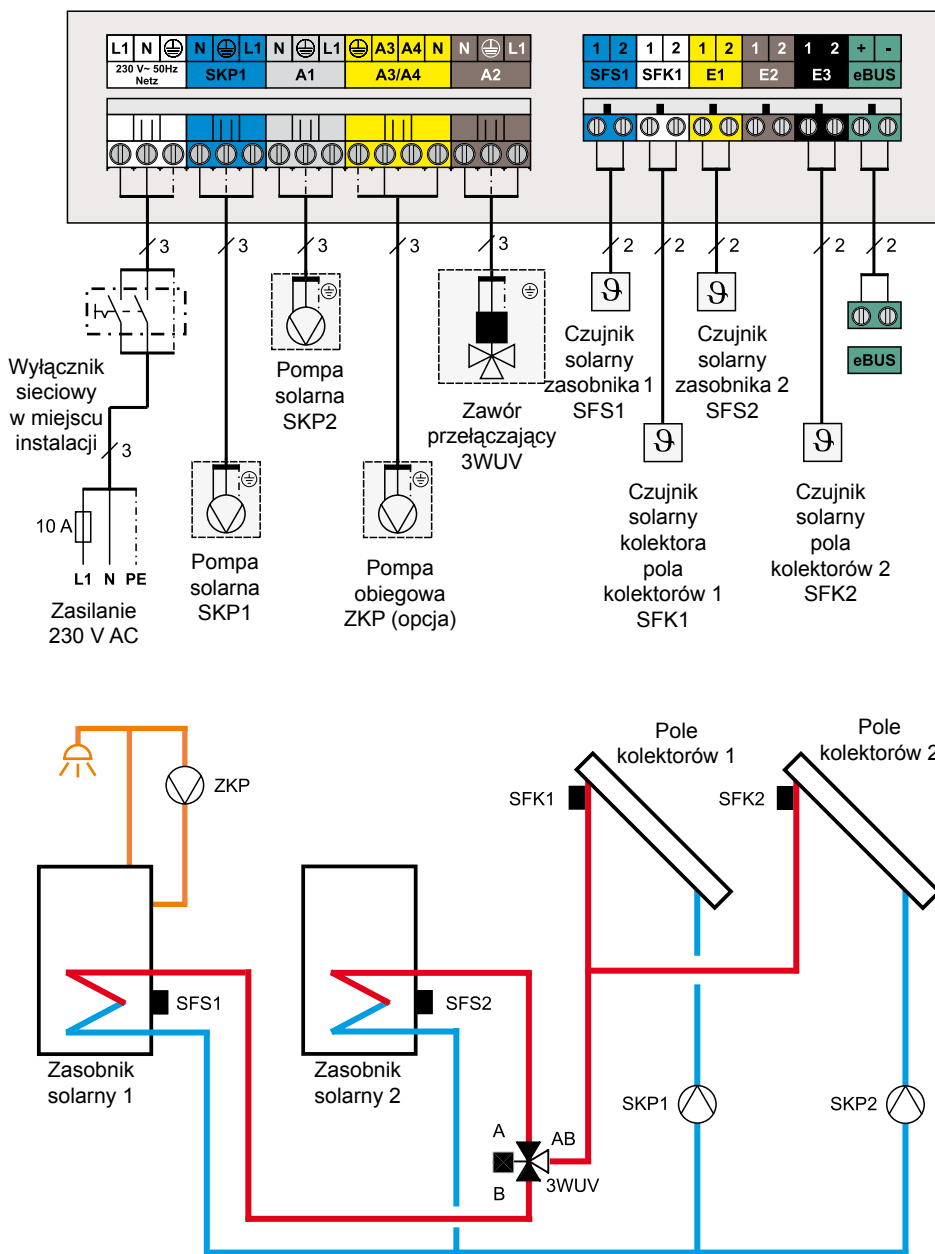 L1 N N L1 N L1 A3 A4 N N L1
230 V~ 50Hz
Netz
SKP1 A1 A3/A4 A2
1 2 1 2 1 2 1 2 1 2 + -
SFS1 SFK1 E1 E2 E3 eBUS
3 3 3 3 3 2 2 2 2 2
Wyłącznik
sieciowy
w miejscu
instalacji
3
10 A
L1 N PE
Zasilanie
230 V AC
Pompa
solarna
SKP1
Pompa
solarna
SKP2
Pompa
obiegowa
ZKP (opcja)
Zawór
przełączający
3WUV
ϑ
Czujnik
solarny
zasobnika 1
SFS1
ϑ
Czujnik
solarny
kolektora
pola
kolektorów 1
SFK1
ϑ
Czujnik
solarny
zasobnika 2
SFS2
ϑ
Czujnik
solarny
pola
kolektorów 2
SFK2
eBUS
Pole
kolektorów 1
Pole
kolektorów 2
ZKP
SFK1
SFK2
SFS1
SFS2
Zasobnik
solarny 1
Zasobnik
solarny 2
SKP1
SKP2
A
AB
B
3WUV